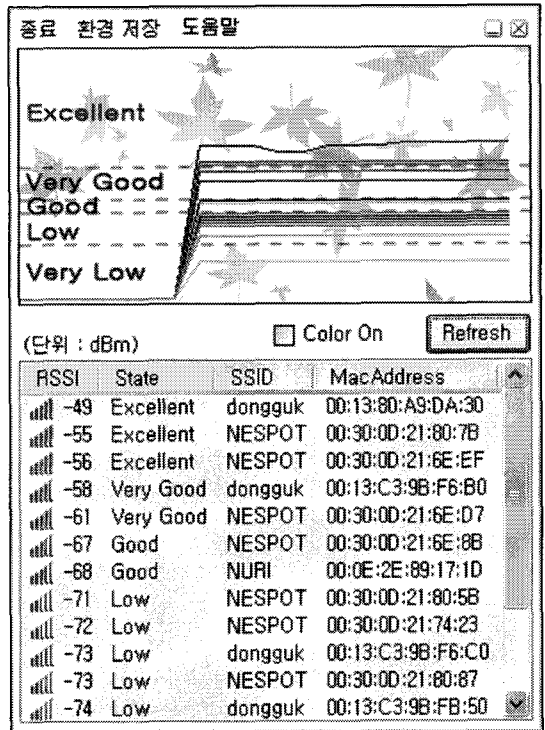 종료 환경 저장 도움말
Excellent
Very Good
Good
Low
Very Low
(단위 : dBm)
Color On
Refresh
RSSI State SSID MacAddress
-49 Excellent dongguk 00:13:80:A9:DA:30
-55 Excellent NESPOT 00:30:0D:21:80:7B
-56 Excellent NESPOT 00:30:0D:21:6E:EF
-58 Very Good dongguk 00:13:C3:9B:F6:B0
-61 Very Good NESPOT 00:30:0D:21:6E:D7
-67 Good NESPOT 00:30:0D:21:6E:8B
-68 Good NURI 00:0E:2E:89:17:1D
-71 Low NESPOT 00:30:0D:21:80:5B
-72 Low NESPOT 00:30:0D:21:74:23
-73 Low dongguk 00:13:C3:9B:F6:C0
-73 Low NESPOT 00:30:0D:21:80:87
-74 Low dongguk 00:13:C3:9B:FB:50